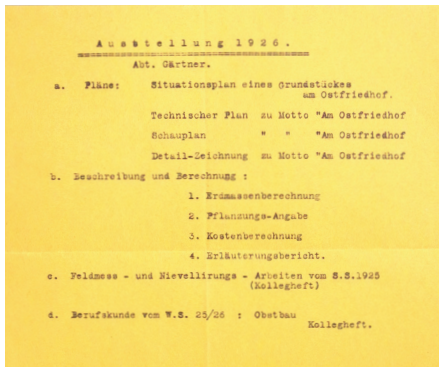 Ausstellung 1926.
Abt. Gärtner.
a. Pläne: Situationsplan eines Grundstückes
am Ostfriedhof.
Technischer Plan zu Motto "Am Ostfriedhof
Schauplan " " "Am Ostfriedhof
Detail-Zeichnung zu Motto "Am Ostfriedhof
b. Beschreibung und Berechnung :
1. Erdmassenberechnung
2. Pflanzungs-Angabe
3. Kostenberechnung
4. Erläuterungsbericht.
c. Feldmess - und Nievellirungs - Arbeiten vom S.S.1925
(Kollegheft)
d. Berufskunde vom W.S. 25/26 : Obstbau
Kollegheft.